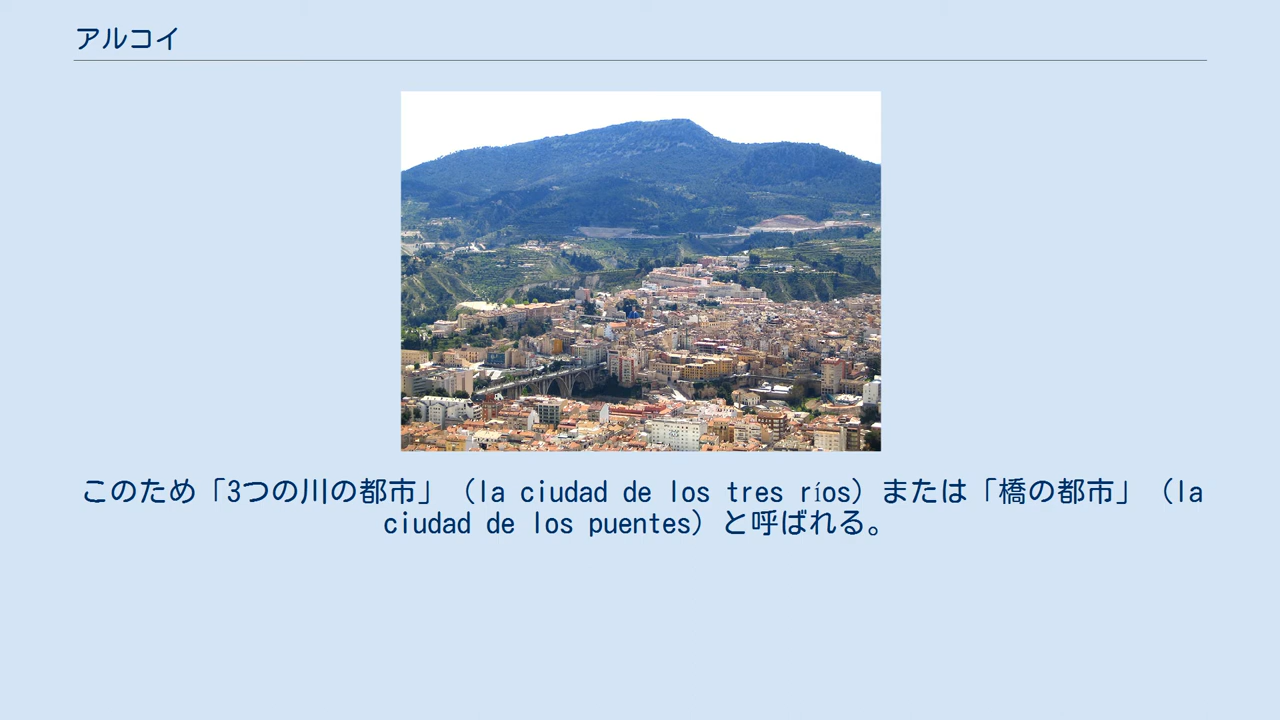 アルコイ
このため「3つの川の都市」（la ciudad de los tres ríos）または「橋の都市」（la
ciudad de los puentes）と呼ばれる。